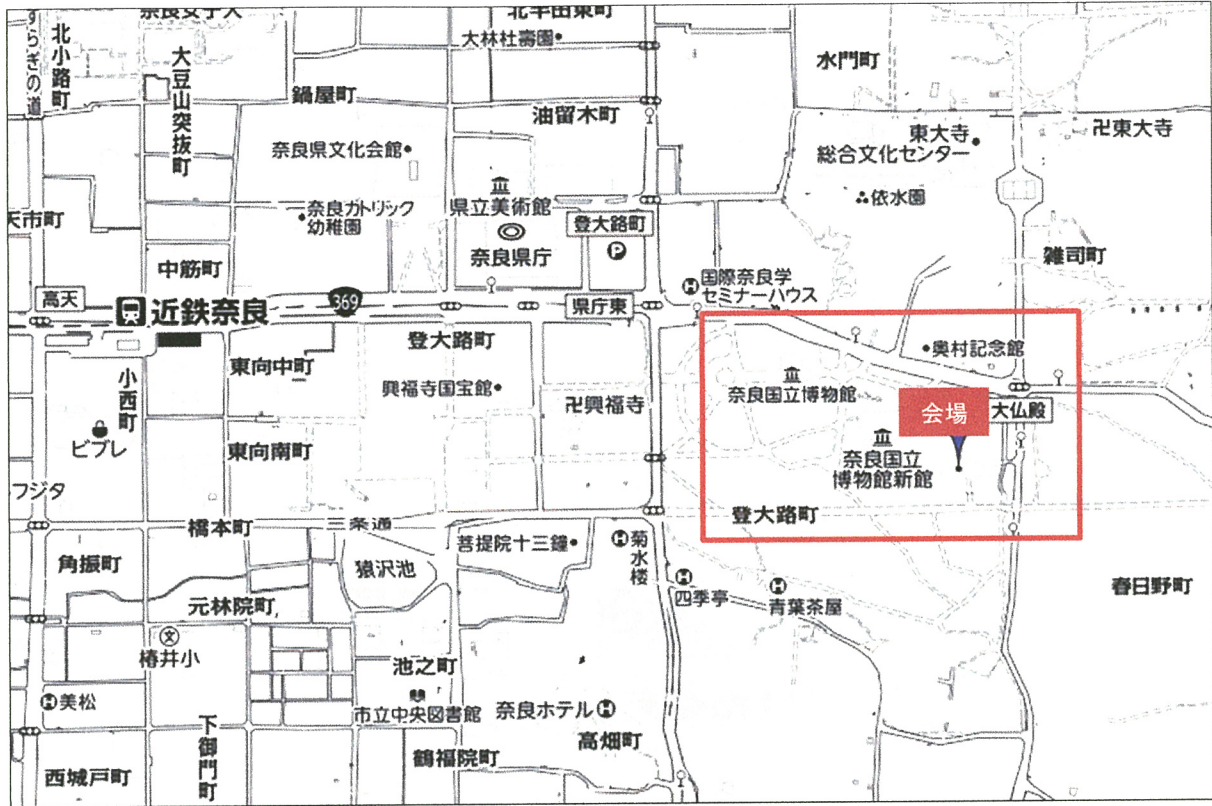 すらぎの道
北小路町
奈良女子大
北半田東町
大林杜壽園
水門町
大豆山突抜町
鍋屋町
油留木町
東大寺
総合文化センター
卍東大寺
奈良県文化会館
依水園
奈良カトリック
幼稚園
県立美術館
登大路町
P
奈良県庁
天市町
中筋町
雑司町
国際奈良学
セミナーハウス
高天
近鉄奈良
369
県庁東
登大路町
東向中町
興福寺国宝館
卍興福寺
奥村記念館
奈良国立博物館
会場
大仏殿
小西町
ビブレ
東向南町
奈良国立
博物館新館
フジタ
橋本町
三条通
登大路町
角振町
菩提院十三鐘
菊水楼
猿沢池
四季亭
青葉茶屋
春日野町
元林院町
文
椿井小
池之町
美松
市立中央図書館
奈良ホテル
高畑町
下御門町
鶴福院町
西城戸町